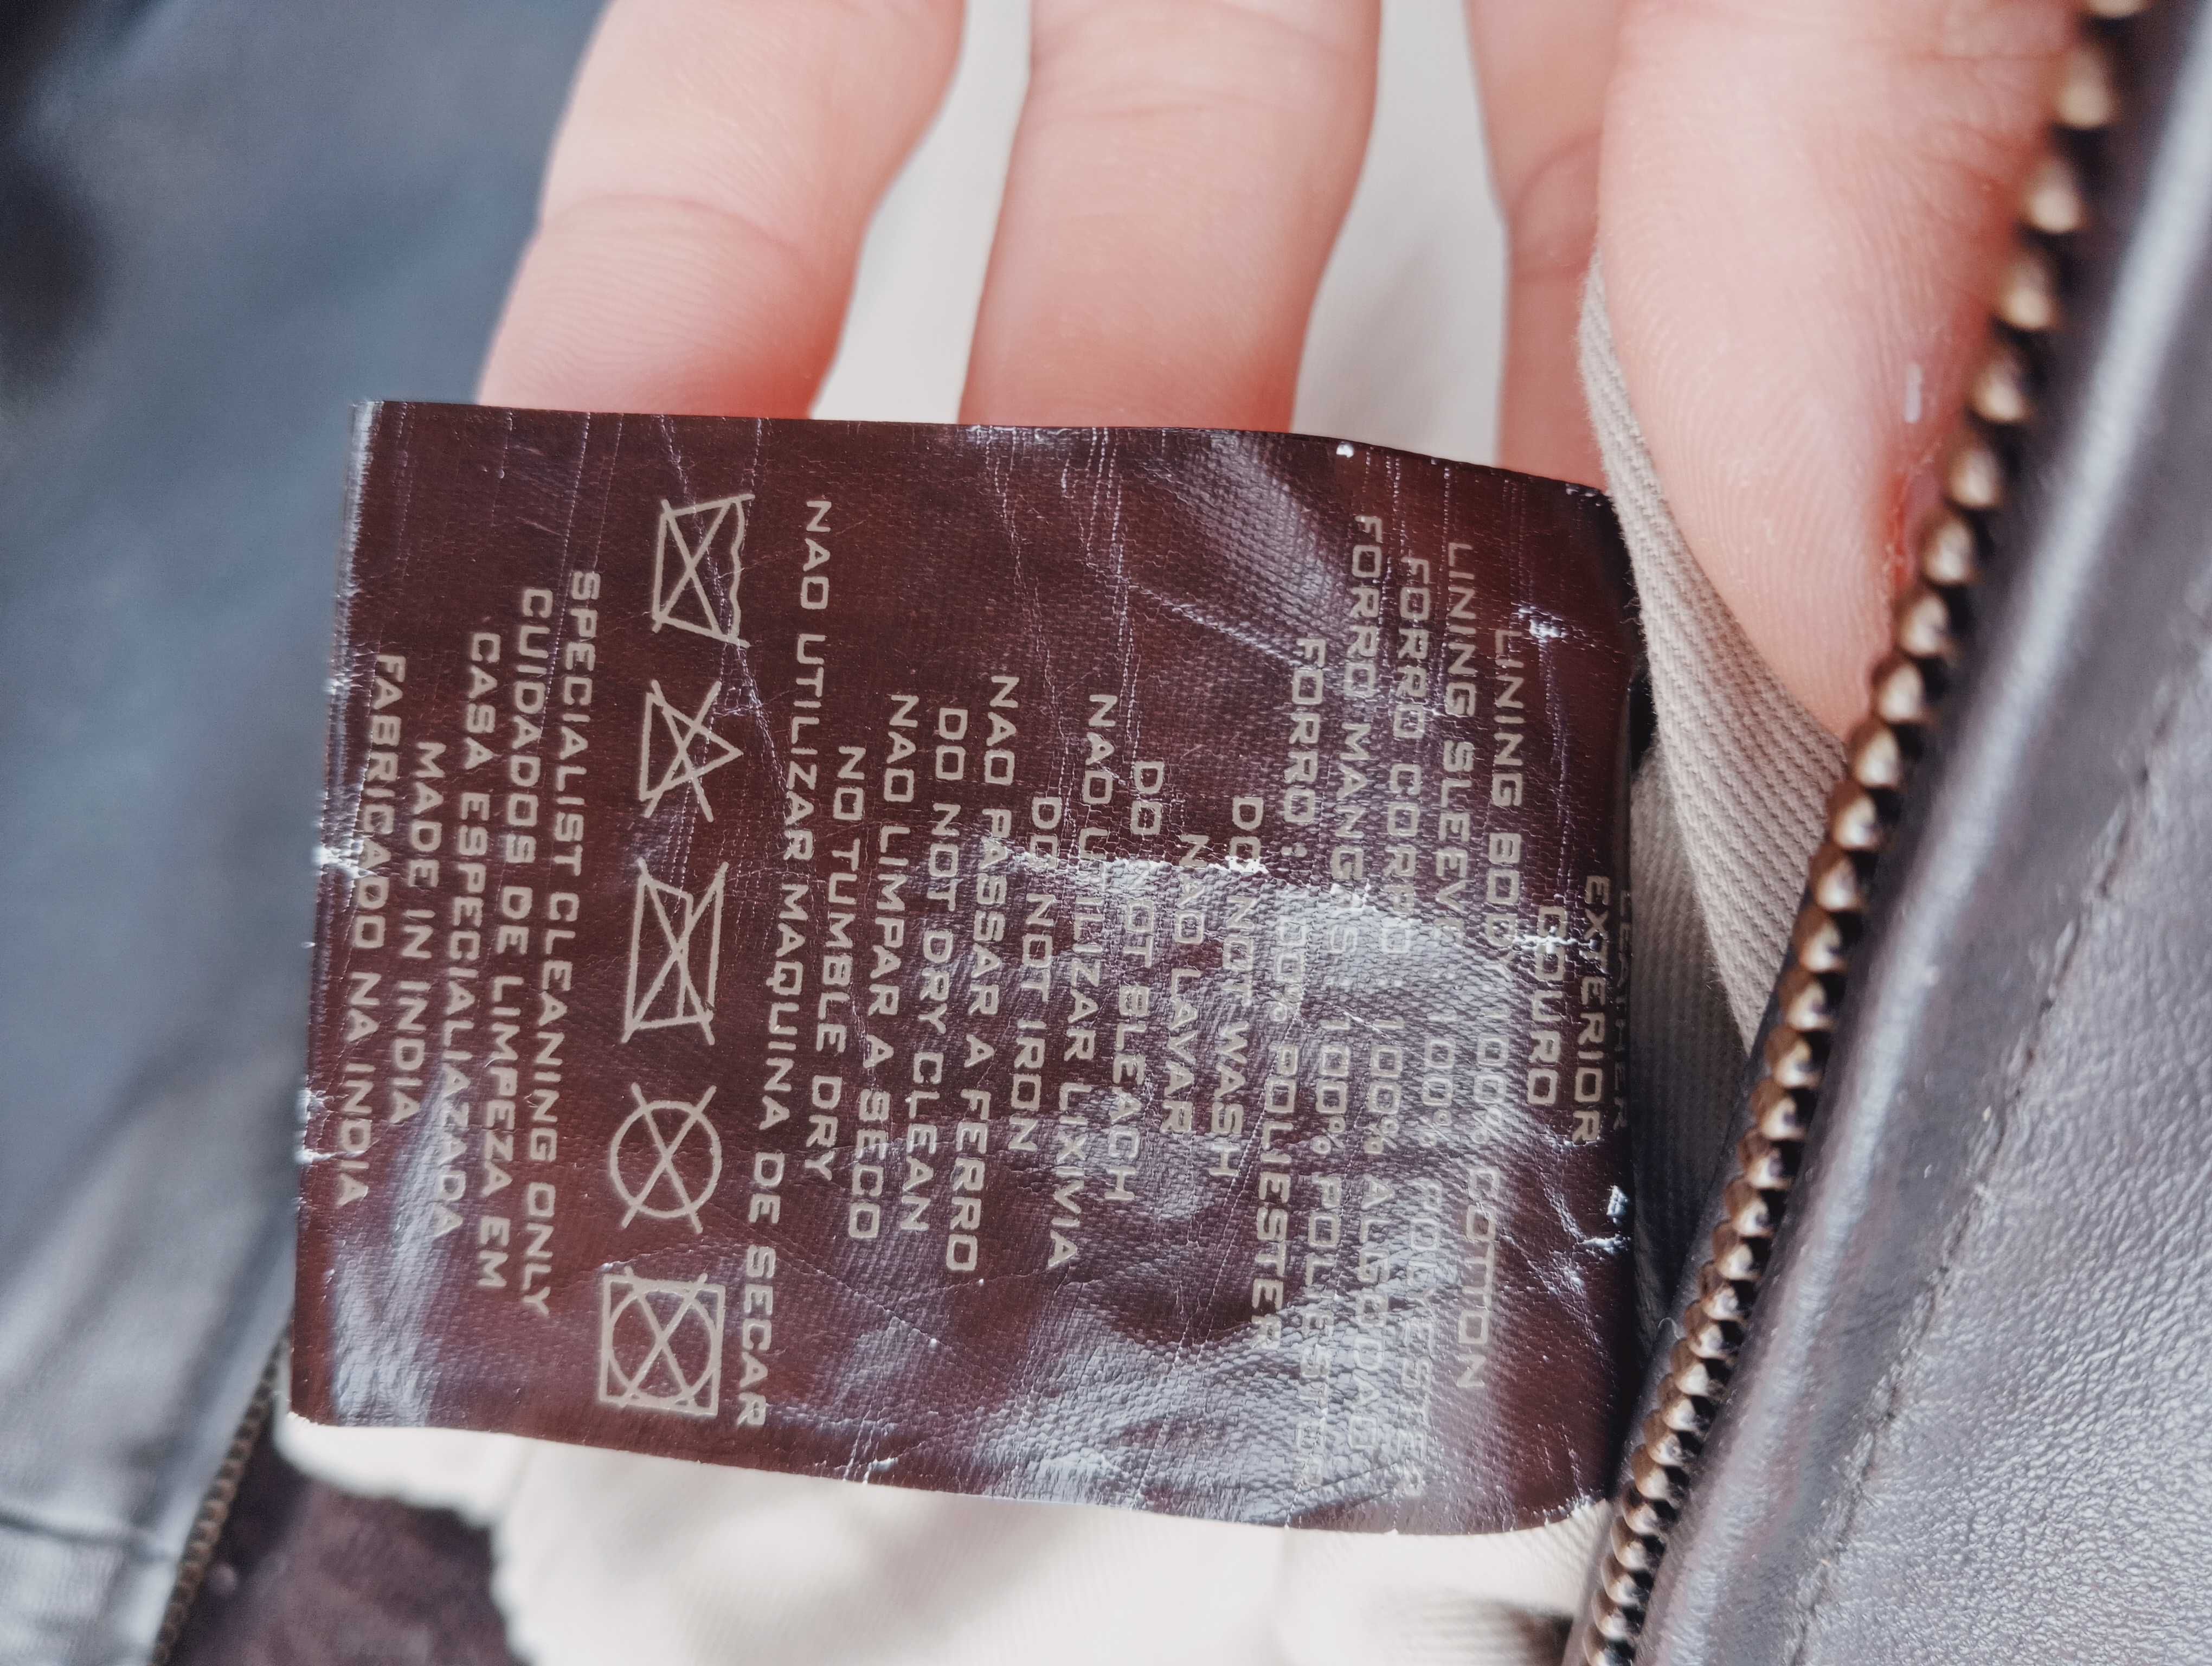 LEATHER
EXTERIOR
COURO
LINING BODY 100% COTTON
LINING SLEEVE 100% POLYESTER
FORRO CORPO 100% ALGODAO
FORRO MANGAS 100% POLIESTER
FORRO: 100% POLIESTER
DO NOT WASH
NAO LAVAR
DO NOT BLEACH
NAO UTILIZAR LIXIVIA
DO NOT IRON
NAO PASSAR A FERRO
DO NOT DRY CLEAN
NAO LIMPAR A SECO
NO TUMBLE DRY
NAO UTILIZAR MAQUINA DE SECAR
SPECIALIST CLEANING ONLY
CUIDADOS DE LIMPEZA EM
CASA ESPECIALIAZADA
MADE IN INDIA
FABRICADO NA INDIA